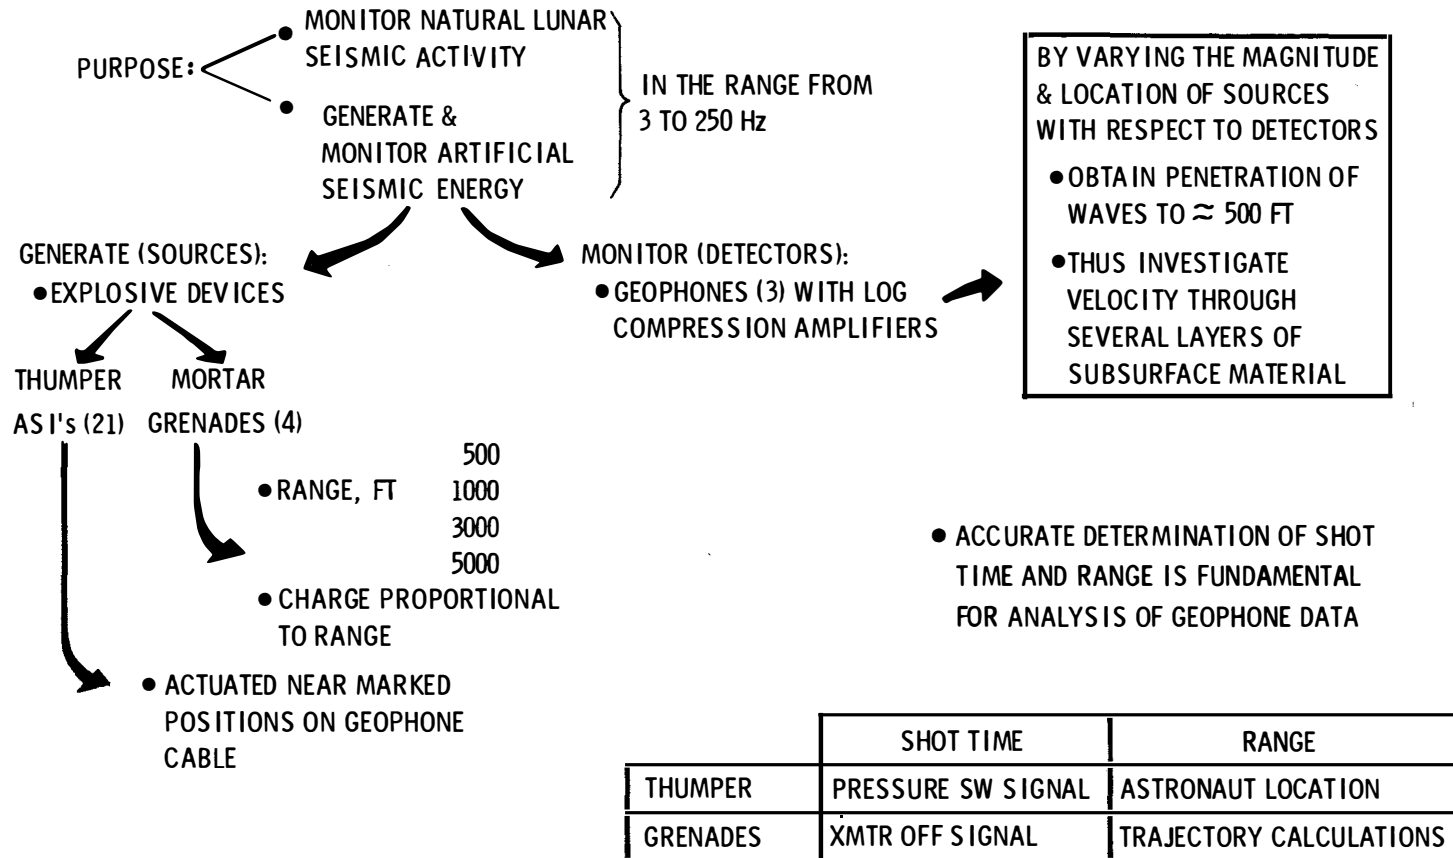 PURPOSE:
• MONITOR NATURAL LUNAR
SEISMIC ACTIVITY
• GENERATE &
MONITOR ARTIFICIAL
SEISMIC ENERGY
IN THE RANGE FROM
3 TO 250 Hz
GENERATE (SOURCES):
• EXPLOSIVE DEVICES
THUMPER
ASI's (21)
MORTAR
GRENADES (4)
• RANGE, FT
500
1000
3000
5000
• CHARGE PROPORTIONAL
TO RANGE
• ACTUATED NEAR MARKED
POSITIONS ON GEOPHONE
CABLE
MONITOR (DETECTORS):
• GEOPHONES (3) WITH LOG
COMPRESSION AMPLIFIERS
BY VARYING THE MAGNITUDE
& LOCATION OF SOURCES
WITH RESPECT TO DETECTORS
• OBTAIN PENETRATION OF
WAVES TO ≈ 500 FT
• THUS INVESTIGATE
VELOCITY THROUGH
SEVERAL LAYERS OF
SUBSURFACE MATERIAL
• ACCURATE DETERMINATION OF SHOT
TIME AND RANGE IS FUNDAMENTAL
FOR ANALYSIS OF GEOPHONE DATA
SHOT TIME RANGE
THUMPER PRESSURE SW SIGNAL ASTRONAUT LOCATION
GRENADES XMTR OFF SIGNAL TRAJECTORY CALCULATIONS